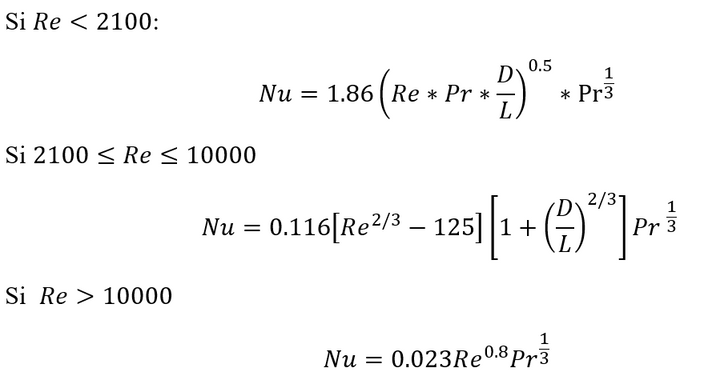 Si Re < 2100:
Nu = 1.86 (Re * Pr * D/L)^0.5 * Pr^(1/3)
Si 2100 ≤ Re ≤ 10000
Nu = 0.116[Re^(2/3) − 125] [1 + (D/L)^(2/3)] Pr^(1/3)
Si Re > 10000
Nu = 0.023Re^0.8 Pr^(1/3)